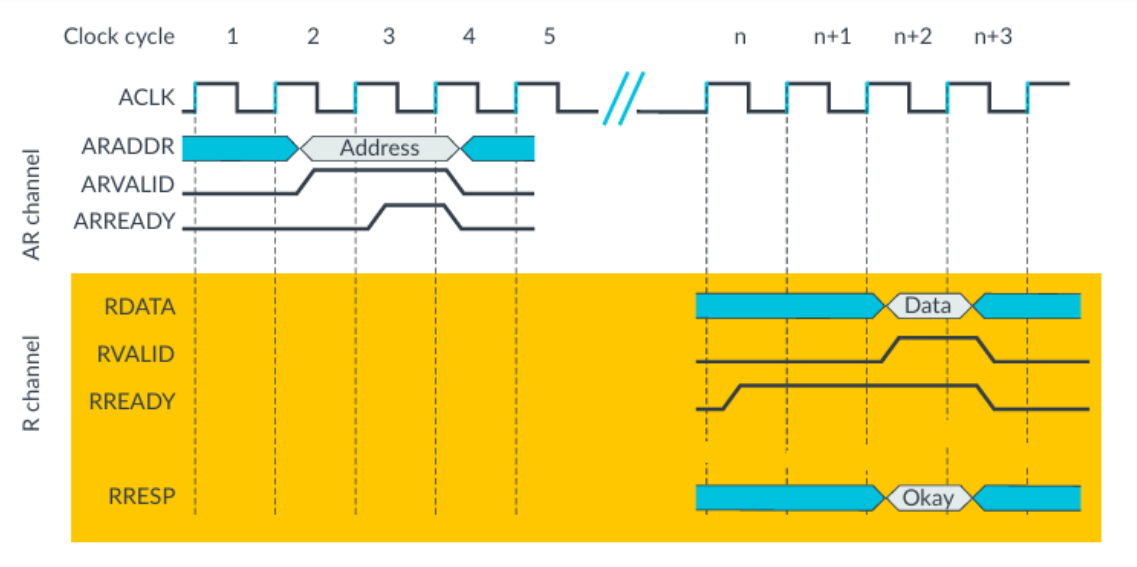 Clock cycle 1 2 3 4 5 n n+1 n+2 n+3
ACLK
AR channel
ARADDR Address
ARVALID
ARREADY
R channel
RDATA Data
RVALID
RREADY
RRESP Okay